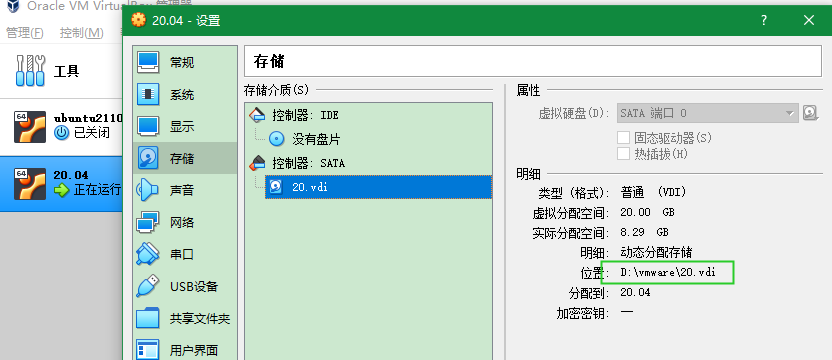 Oracle VM VirtualBox 管理器
管理(F) 控制(M)
工具
64
ubuntu2110
已关闭
64
20.04
正在运行
20.04 - 设置
? ×
常规
系统
显示
存储
声音
网络
串口
USB设备
共享文件夹
用户界面
存储
存储介质(S)
控制器: IDE
没有盘片
控制器: SATA
20.vdi
属性
虚拟硬盘(D): SATA 端口 0
固态驱动器(S)
热插拔(H)
明细
类型 (格式): 普通 (VDI)
虚拟分配空间: 20.00 GB
实际分配空间: 8.29 GB
明细: 动态分配存储
位置: D:\vmware\20.vdi
分配到: 20.04
加密密钥: —